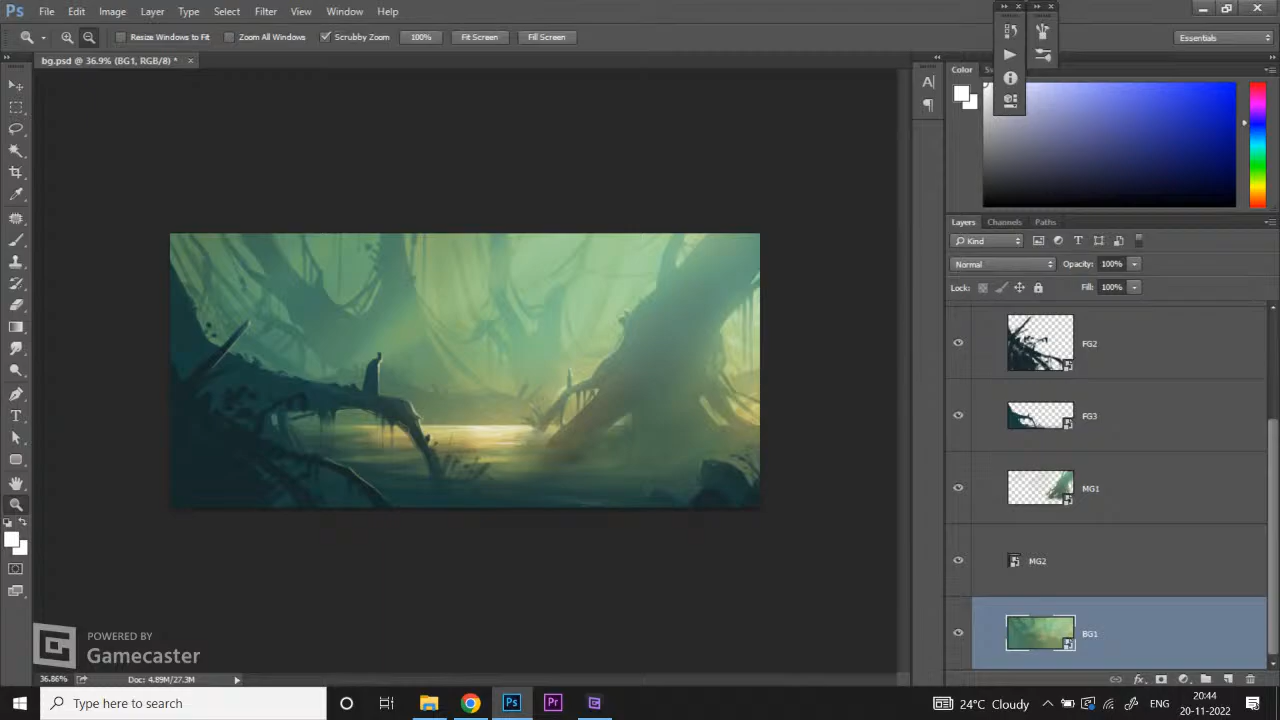 Ps File Edit Image Layer Type Select Filter View Window Help
Resize Windows to Fit Zoom All Windows Scrubby Zoom 100% Fit Screen Fill Screen Essentials
bg.psd @ 36.9% (BG1, RGB/8) *
Color
Layers Channels Paths
Kind
Normal Opacity: 100%
Lock: Fill: 100%
FG2
FG3
MG1
MG2
BG1
POWERED BY
Gamecaster
36.86% Doc: 4.89M/27.3M
Type here to search
Ps Pr
24°C Cloudy ENG 20:44
20-11-2022